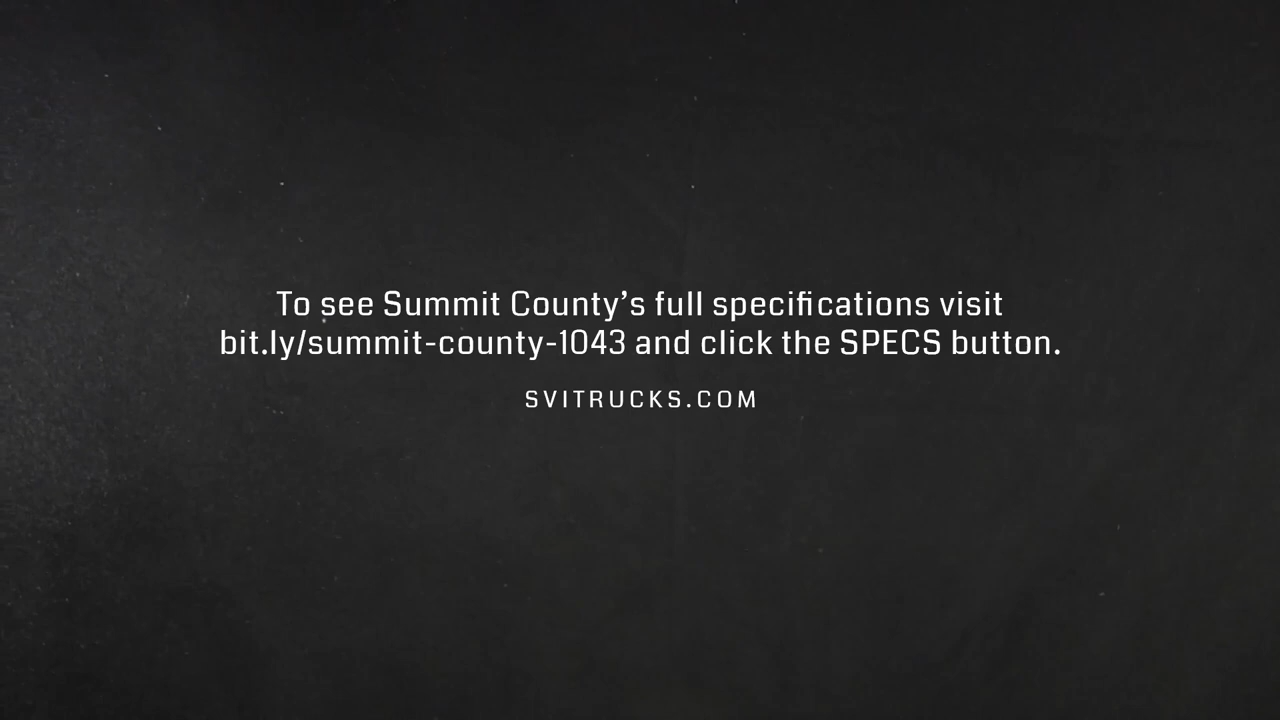 To see Summit County’s full specifications visit
bit.ly/summit-county-1043 and click the SPECS button.
SVITRUCKS.COM